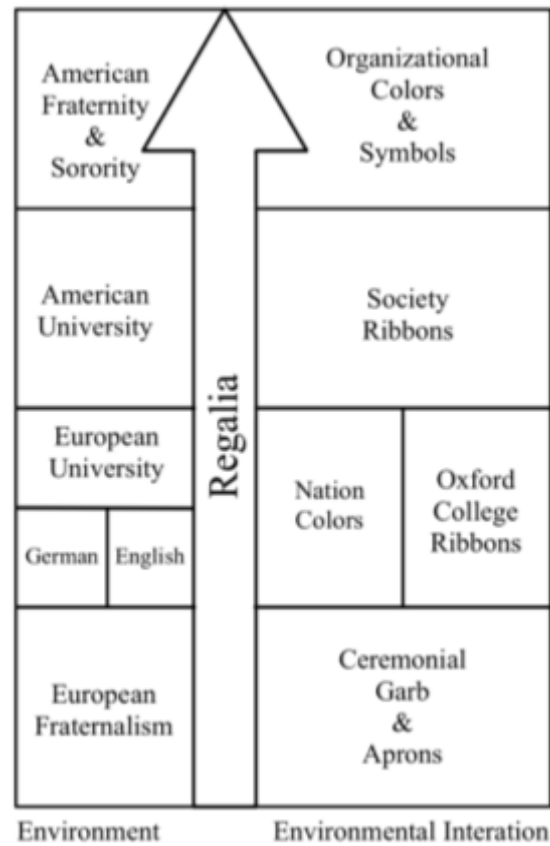 American
Fraternity
&
Sorority
Organizational
Colors
&
Symbols
American
University
Society
Ribbons
Regalia
European
University
German
English
Nation
Colors
Oxford
College
Ribbons
European
Fraternalism
Ceremonial
Garb
&
Aprons
Environment
Environmental Interation